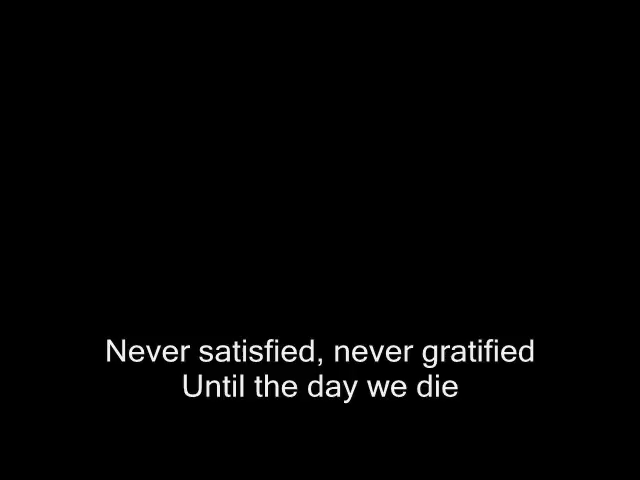 Never satisfied, never gratified
Until the day we die